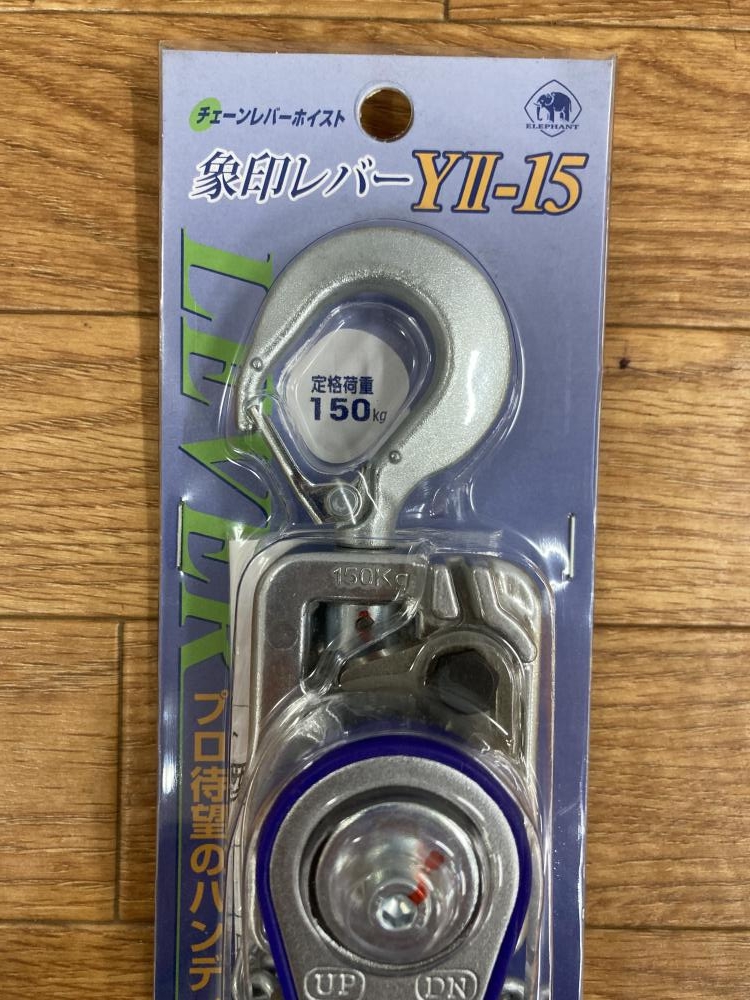 チェーンレバーホイスト
ELEPHANT
象印レバーYⅡ-15
LEVER
定格荷重
150kg
150Kg
プロ待望のハンデ
UP DN